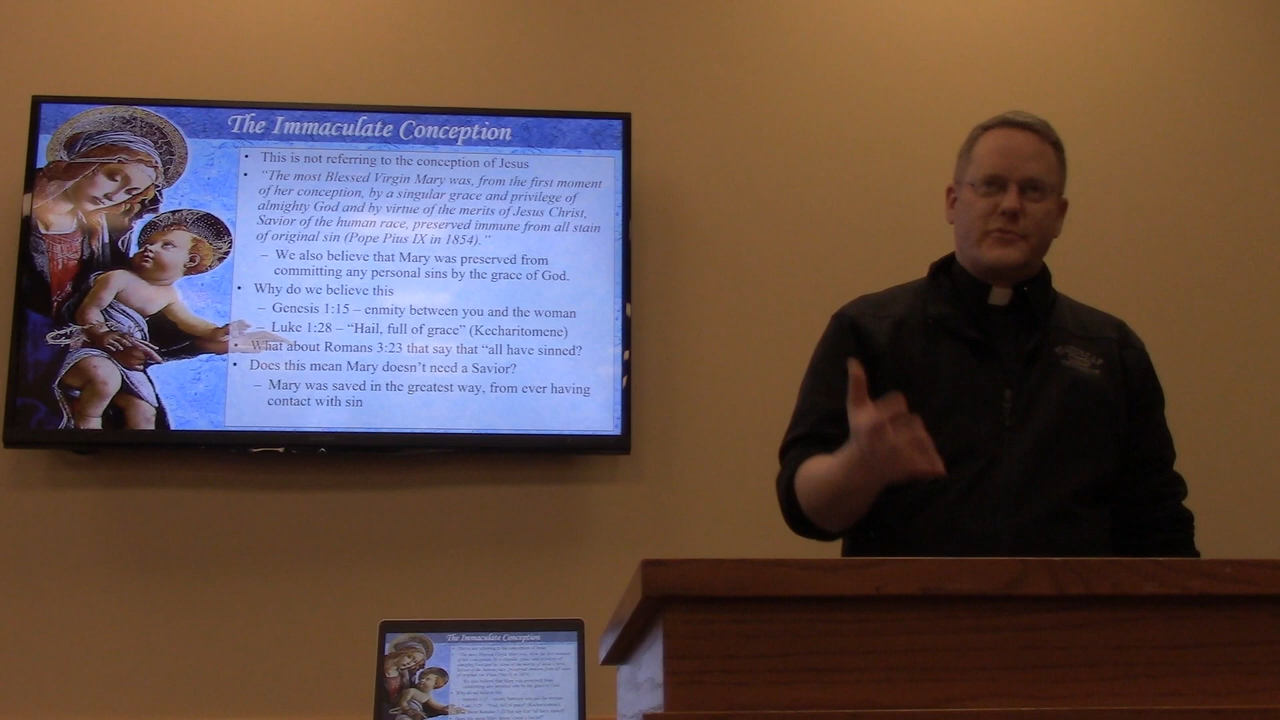 The Immaculate Conception
• This is not referring to the conception of Jesus
• "The most Blessed Virgin Mary was, from the first moment
of her conception, by a singular grace and privilege of
almighty God and by virtue of the merits of Jesus Christ,
Savior of the human race, preserved immune from all stain
of original sin (Pope Pius IX in 1854)."
– We also believe that Mary was preserved from
committing any personal sins by the grace of God.
• Why do we believe this
– Genesis 1:15 – enmity between you and the woman
– Luke 1:28 – "Hail, full of grace" (Kecharitomene)
• What about Romans 3:23 that say that "all have sinned?
• Does this mean Mary doesn't need a Savior?
– Mary was saved in the greatest way, from ever having
contact with sin
The Immaculate Conception